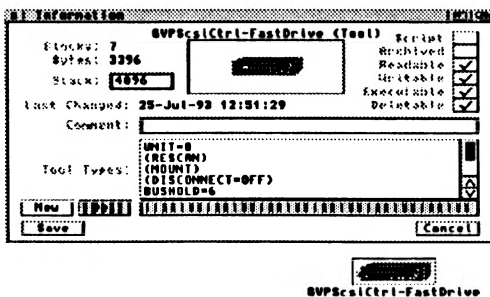 Information
GVPScsiCtrl-FastDrive (Tool)
Blocks: 7
Bytes: 3396
Stack: 4096
Script
Archived
Readable
Writable
Executable
Deletable
Last Changed: 25-Jul-93 12:51:29
Comment:
Tool Types:
UNIT=0
(RESCAN)
(MOUNT)
(DISCONNECT=OFF)
BUSHOLD=6
New
Save
Cancel
GVPScsiCtrl-FastDrive